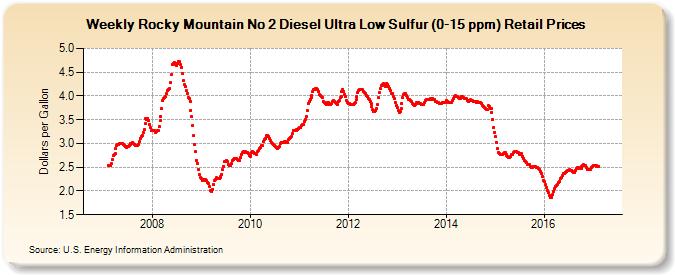 Weekly Rocky Mountain No 2 Diesel Ultra Low Sulfur (0-15 ppm) Retail Prices
Dollars per Gallon
5.0
4.5
4.0
3.5
3.0
2.5
2.0
1.5
2008 2010 2012 2014 2016
Source: U.S. Energy Information Administration